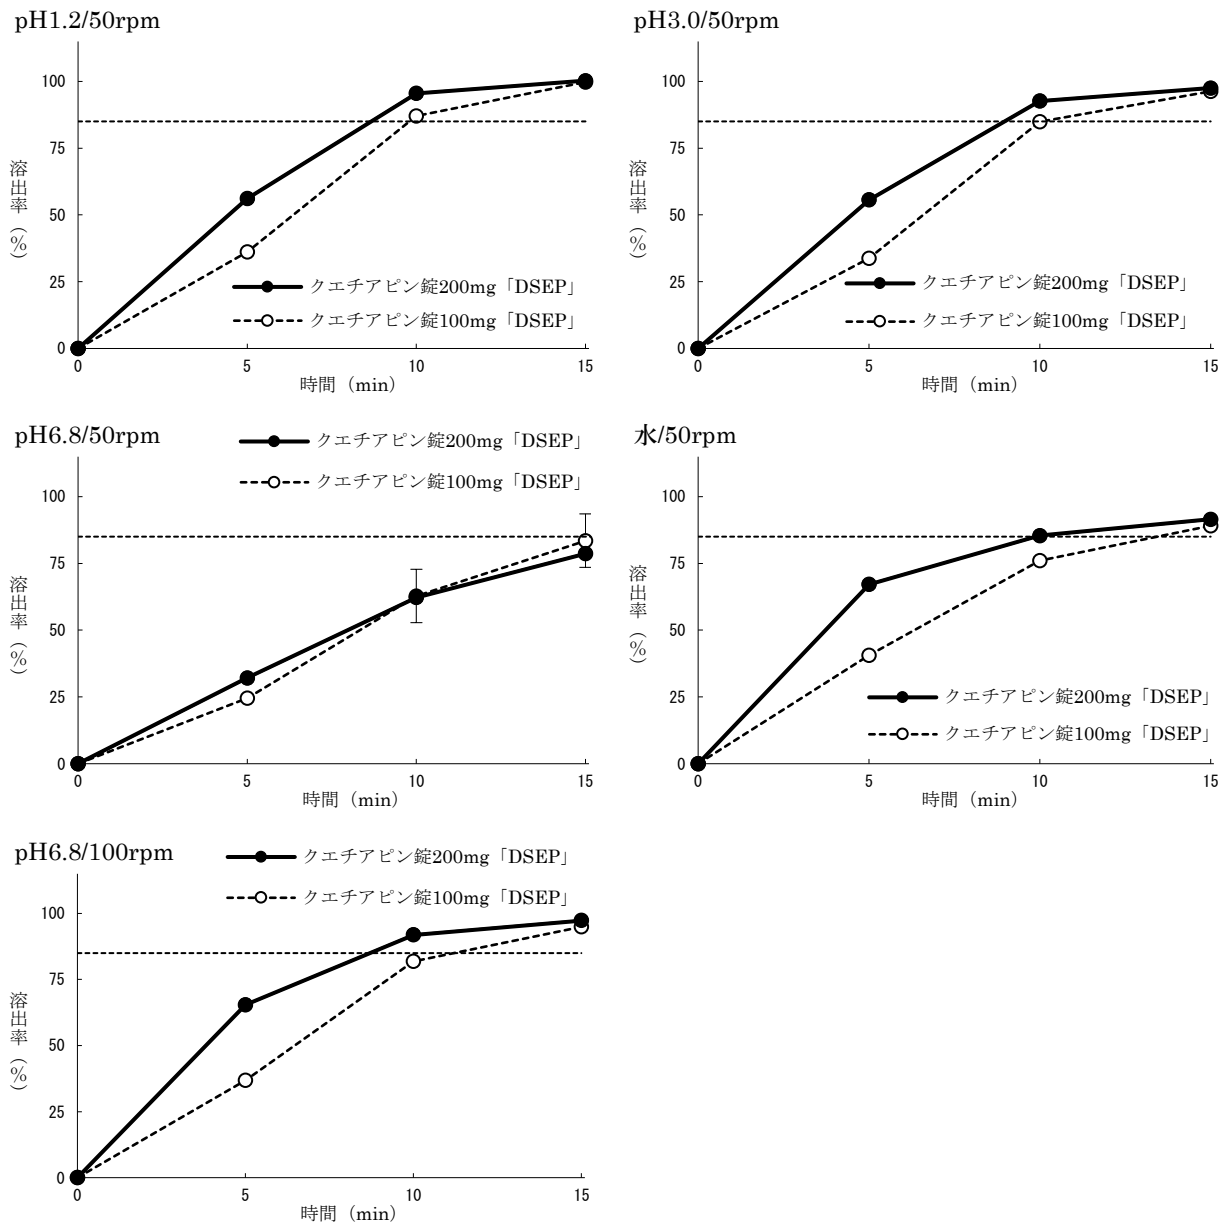 pH1.2/50rpm
100
75
50
25
0
溶出率（%）
クエチアピン錠200mg「DSEP」
クエチアピン錠100mg「DSEP」
0 5 10 15
時間（min）
pH3.0/50rpm
100
75
50
25
0
溶出率（%）
クエチアピン錠200mg「DSEP」
クエチアピン錠100mg「DSEP」
0 5 10 15
時間（min）
pH6.8/50rpm
クエチアピン錠200mg「DSEP」
クエチアピン錠100mg「DSEP」
100
75
50
25
0
溶出率（%）
0 5 10 15
時間（min）
水/50rpm
100
75
50
25
0
溶出率（%）
クエチアピン錠200mg「DSEP」
クエチアピン錠100mg「DSEP」
0 5 10 15
時間（min）
pH6.8/100rpm
クエチアピン錠200mg「DSEP」
クエチアピン錠100mg「DSEP」
100
75
50
25
0
溶出率（%）
0 5 10 15
時間（min）